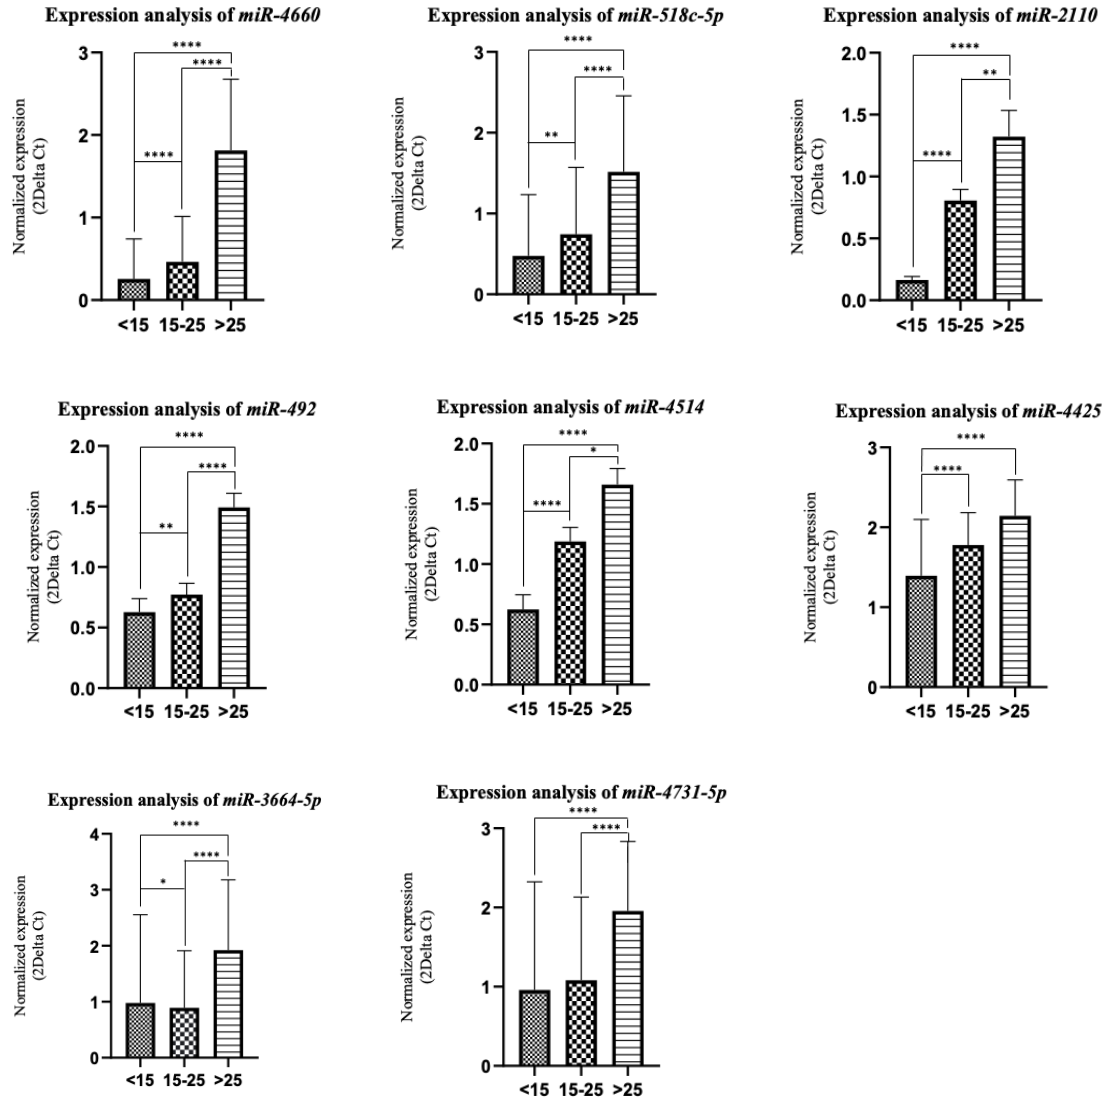 Expression analysis of miR-4660
Normalized expression
(2Delta Ct)
3
2
1
0
****
****
****
<15 15-25 >25
Expression analysis of miR-518c-5p
Normalized expression
(2Delta Ct)
3
2
1
0
****
****
**
<15 15-25 >25
Expression analysis of miR-2110
Normalized expression
(2Delta Ct)
2.0
1.5
1.0
0.5
0.0
****
**
****
<15 15-25 >25
Expression analysis of miR-492
Normalized expression
(2Delta Ct)
2.0
1.5
1.0
0.5
0.0
****
****
**
<15 15-25 >25
Expression analysis of miR-4514
Normalized expression
(2Delta Ct)
2.0
1.5
1.0
0.5
0.0
****
*
****
<15 15-25 >25
Expression analysis of miR-4425
Normalized expression
(2Delta Ct)
3
2
1
0
****
****
<15 15-25 >25
Expression analysis of miR-3664-5p
Normalized expression
(2Delta Ct)
4
3
2
1
0
****
****
*
<15 15-25 >25
Expression analysis of miR-4731-5p
Normalized expression
(2Delta Ct)
3
2
1
0
****
****
<15 15-25 >25